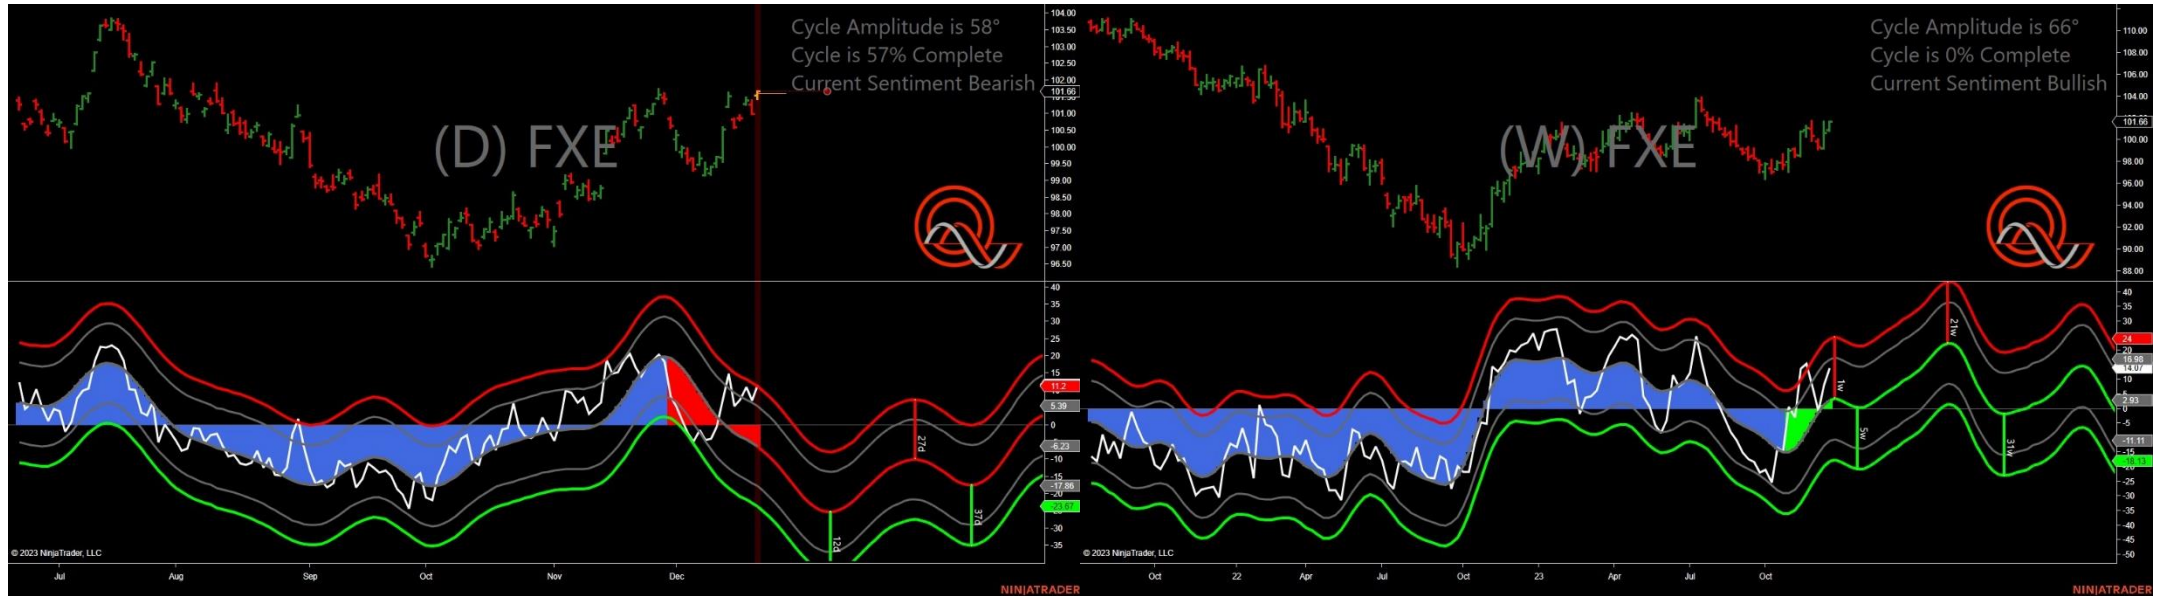 Cycle Amplitude is 58°
Cycle is 57% Complete
Current Sentiment Bearish
(D) FXE
104.00
103.50
103.00
102.50
102.00
101.66
101.00
100.50
100.00
99.50
99.00
98.50
98.00
97.50
97.00
96.50
40
35
30
25
20
15
11.2
5.39
0
-6.23
-10
-15
-17.86
-23.67
-30
-35
27d
37d
12d
© 2023 NinjaTrader, LLC
Jul
Aug
Sep
Oct
Nov
Dec
NINJATRADER
Cycle Amplitude is 66°
Cycle is 0% Complete
Current Sentiment Bullish
(W) FXE
110.00
108.00
106.00
104.00
101.66
100.00
98.00
96.00
94.00
92.00
90.00
88.00
40
35
30
24
20
16.98
14.07
10
2.93
0
-5
-11.11
-15
-18.13
-25
-30
-35
-40
-45
-50
21w
1w
5w
31w
© 2023 NinjaTrader, LLC
Oct
22
Apr
Jul
Oct
23
Apr
Jul
Oct
NINJATRADER